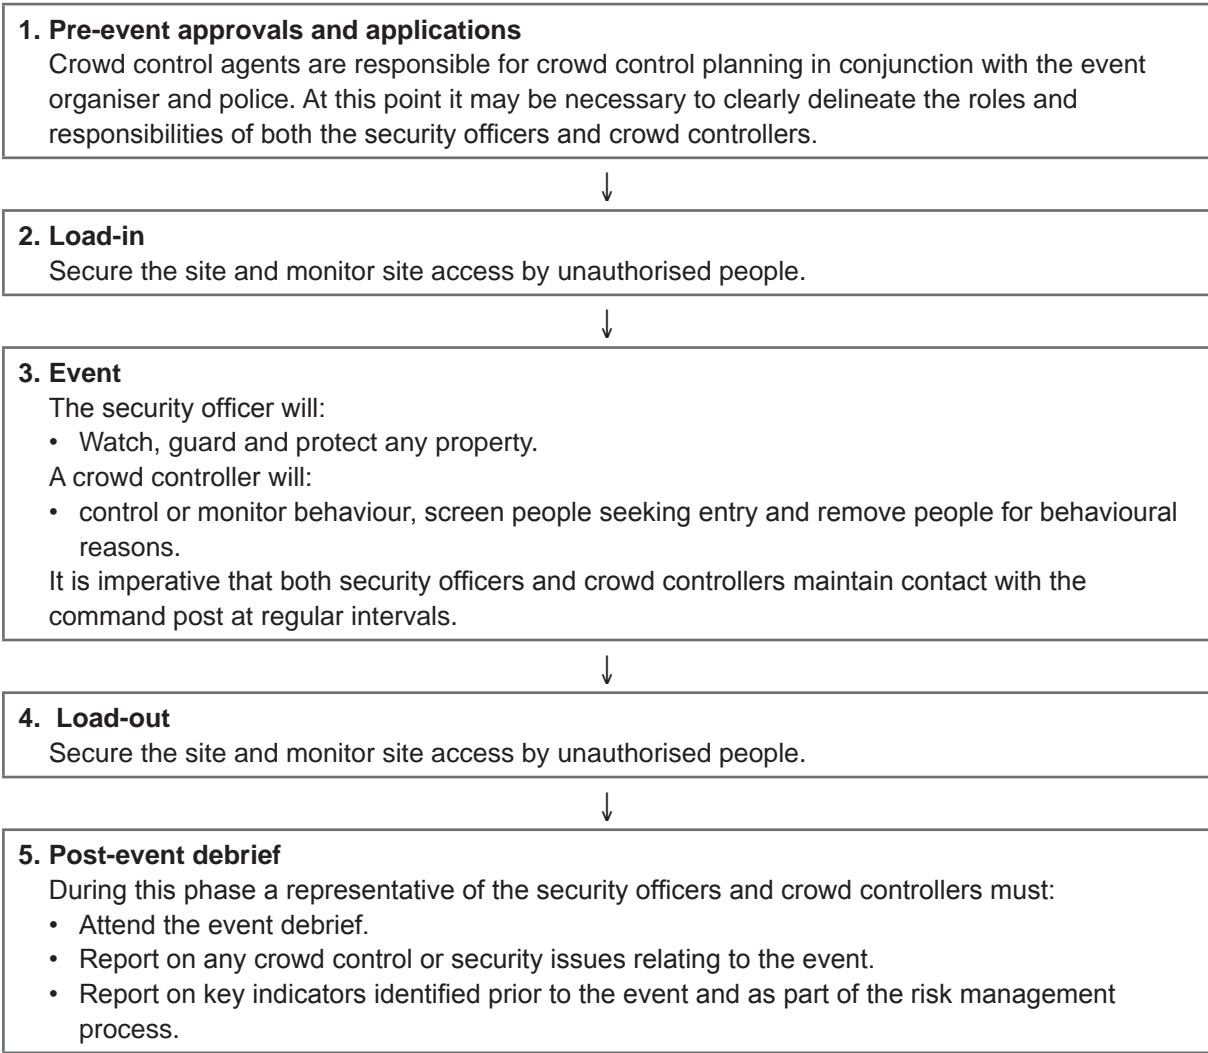 1. Pre-event approvals and applications
Crowd control agents are responsible for crowd control planning in conjunction with the event
organiser and police. At this point it may be necessary to clearly delineate the roles and
responsibilities of both the security officers and crowd controllers.
↓
2. Load-in
Secure the site and monitor site access by unauthorised people.
↓
3. Event
The security officer will:
• Watch, guard and protect any property.
A crowd controller will:
• control or monitor behaviour, screen people seeking entry and remove people for behavioural
reasons.
It is imperative that both security officers and crowd controllers maintain contact with the
command post at regular intervals.
↓
4. Load-out
Secure the site and monitor site access by unauthorised people.
↓
5. Post-event debrief
During this phase a representative of the security officers and crowd controllers must:
• Attend the event debrief.
• Report on any crowd control or security issues relating to the event.
• Report on key indicators identified prior to the event and as part of the risk management
process.